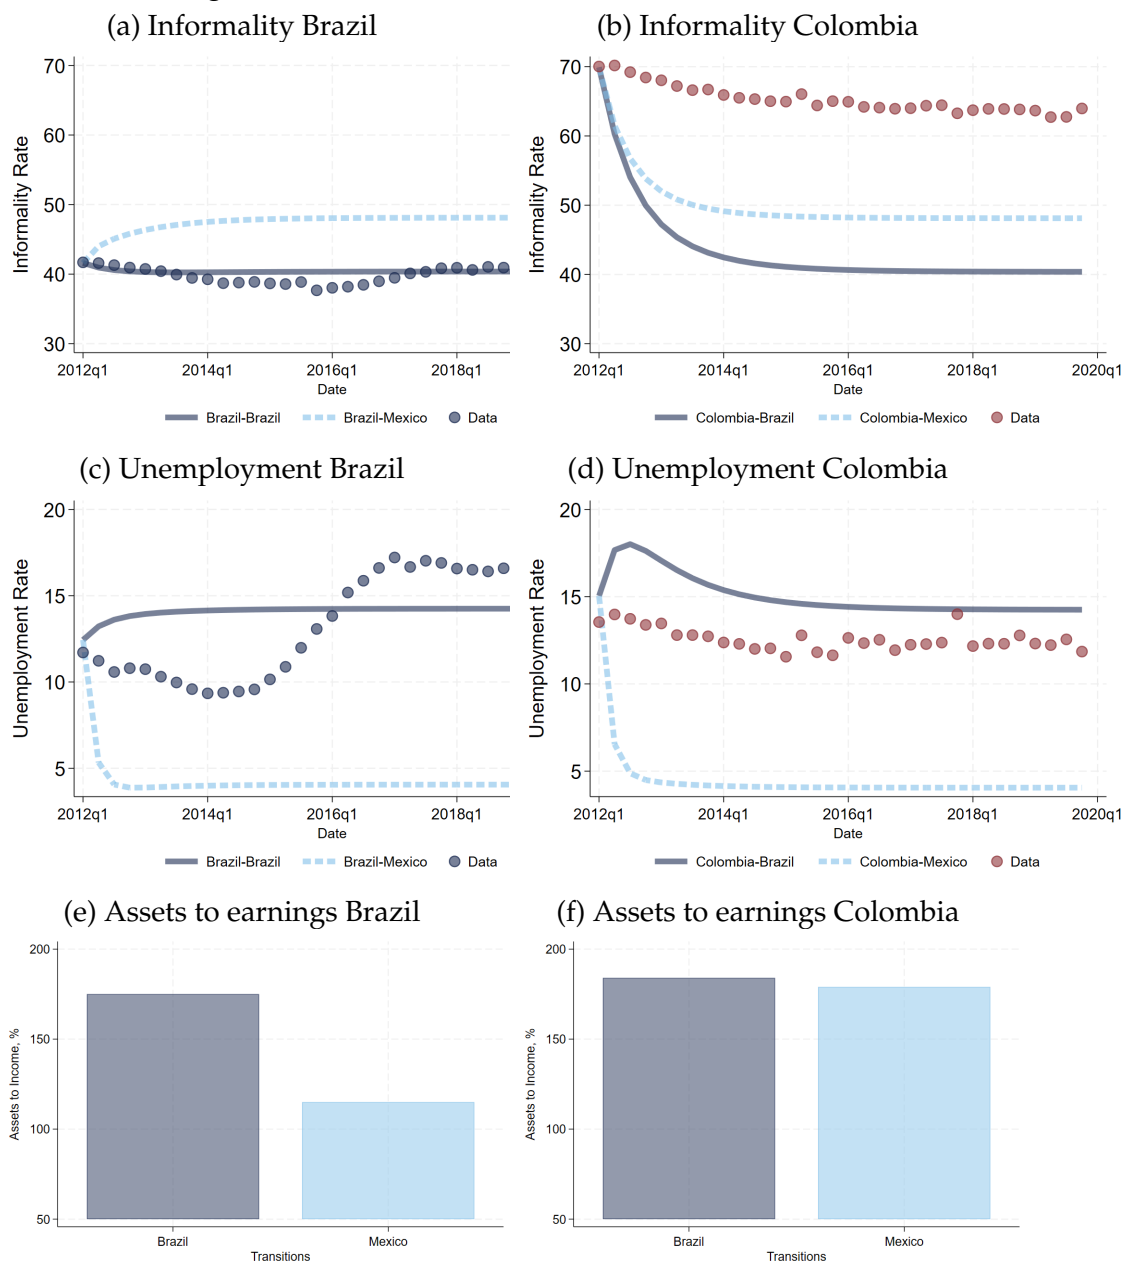 (a) Informality Brazil
(b) Informality Colombia
Informality Rate
70
60
50
40
30
2012q1 2014q1 2016q1 2018q1
Date
Brazil-Brazil Brazil-Mexico Data
Informality Rate
70
60
50
40
30
2012q1 2014q1 2016q1 2018q1 2020q1
Date
Colombia-Brazil Colombia-Mexico Data
(c) Unemployment Brazil
(d) Unemployment Colombia
Unemployment Rate
20
15
10
5
2012q1 2014q1 2016q1 2018q1
Date
Brazil-Brazil Brazil-Mexico Data
Unemployment Rate
20
15
10
5
2012q1 2014q1 2016q1 2018q1 2020q1
Date
Colombia-Brazil Colombia-Mexico Data
(e) Assets to earnings Brazil
(f) Assets to earnings Colombia
Assets to Income, %
200
150
100
50
Brazil Mexico
Transitions
Assets to Income, %
200
150
100
50
Brazil Mexico
Transitions